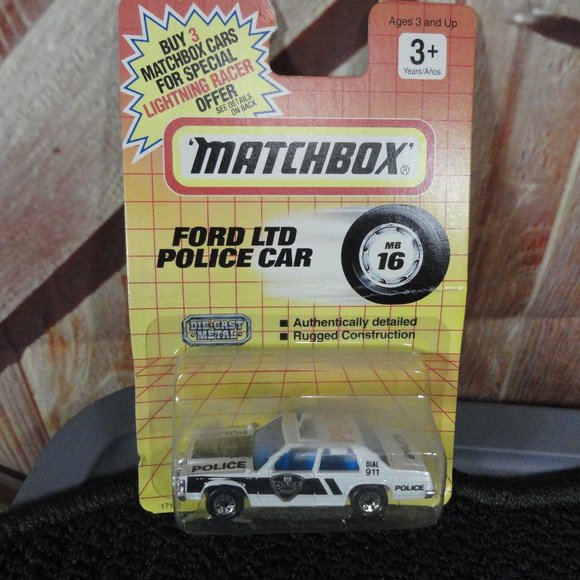 BUY 3
MATCHBOX CARS
FOR SPECIAL
LIGHTNING RACER
OFFER
SEE DETAILS
ON BACK
Ages 3 and Up
3+
Years/Años
'MATCHBOX'®
FORD LTD
POLICE CAR
MB
16
DIE-CAST
METAL
■ Authentically detailed
■ Rugged Construction
POLICE
POLICE
DIAL
911
POLICE
171